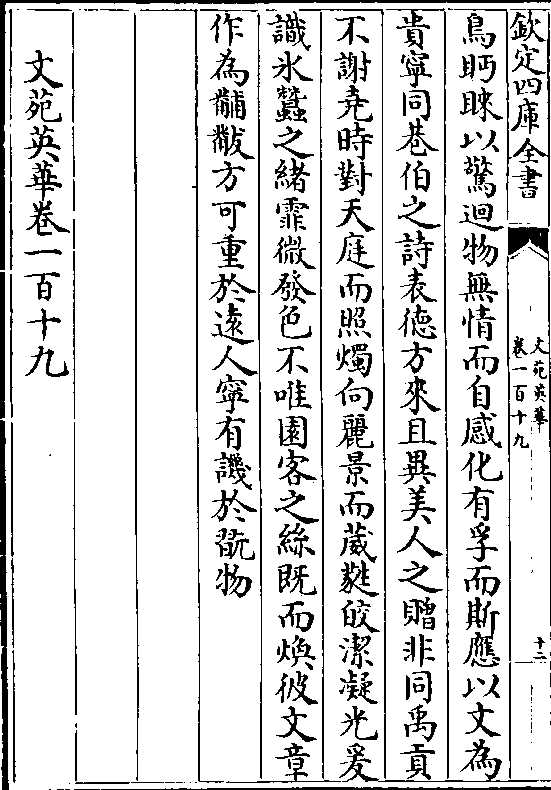 欽定四庫全書
文苑英華
卷一百十九
十二
鳥眄睞以驚迴物無情而自感化有孚而斯應以文為
貴寧同巷伯之詩表德方來且異美人之贈非同禹貢
不謝堯時對天庭而照燭向麗景而葳蕤皎潔凝光爰
識氷蠶之緒霏微發色不唯園客之絲既而煥彼文章
作為黼黻方可重於逺人寧有譏於翫物
文苑英華卷一百十九